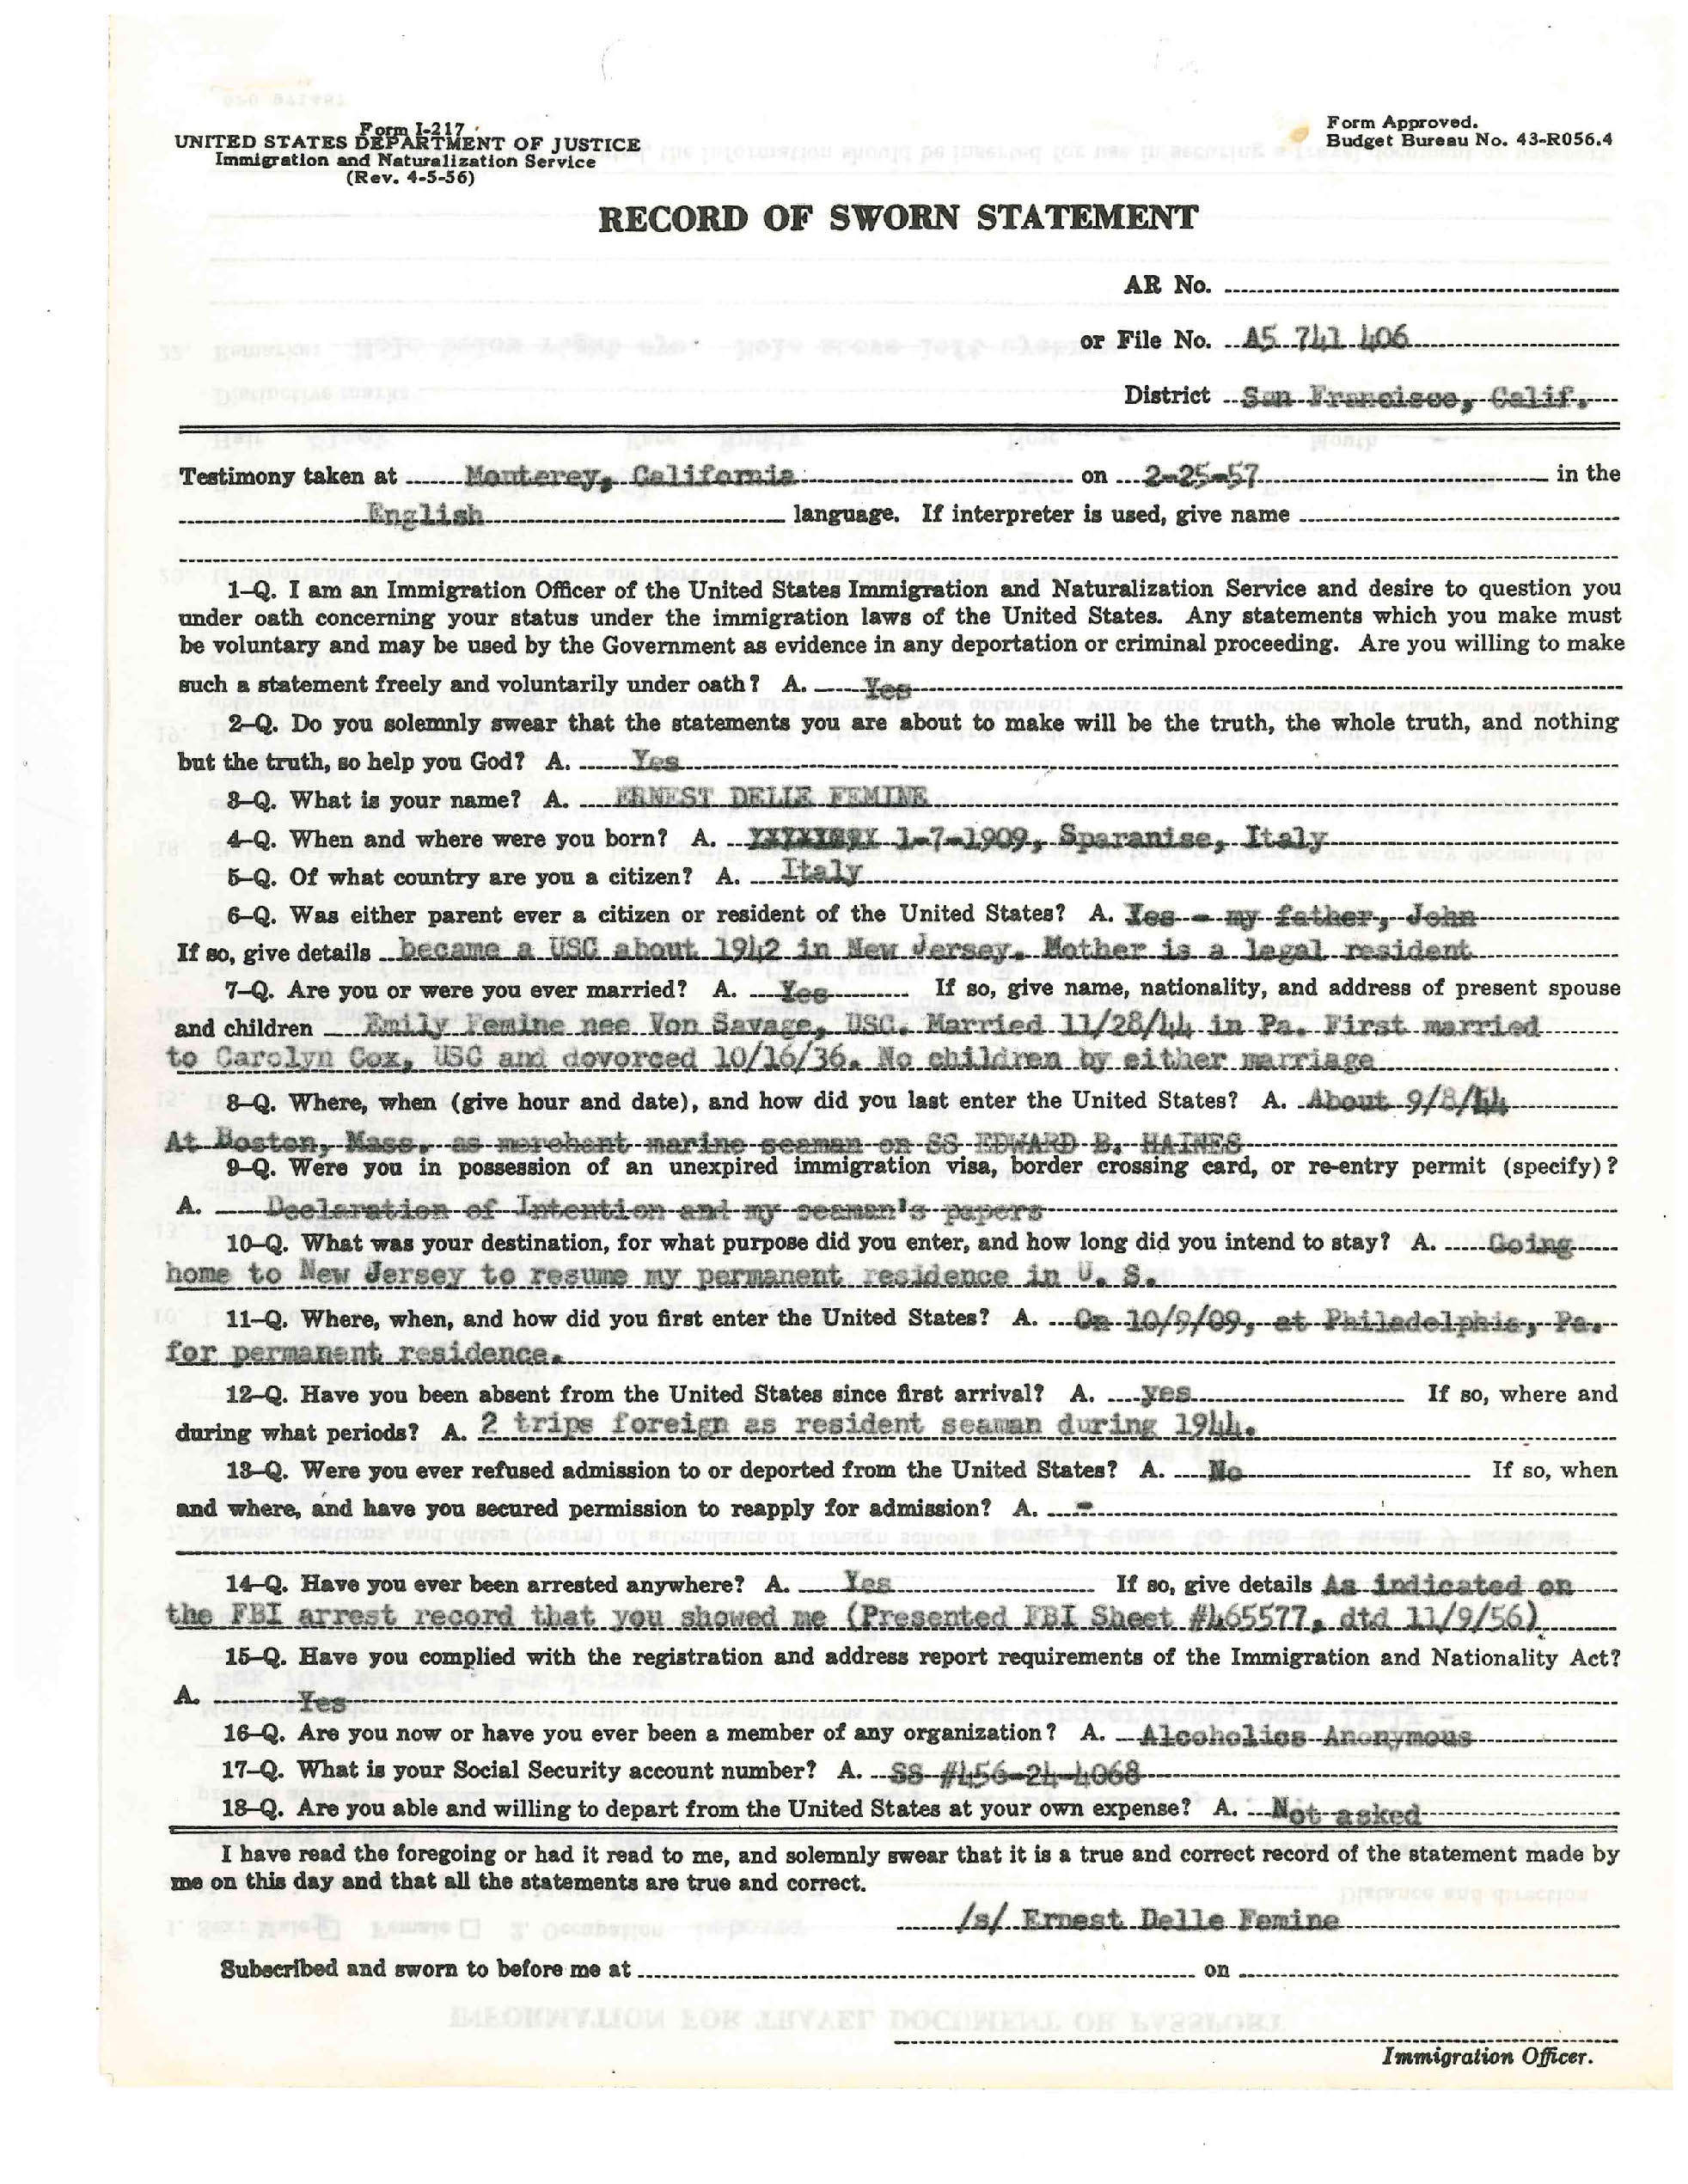 Form I-217
UNITED STATES DEPARTMENT OF JUSTICE
Immigration and Naturalization Service
(Rev. 4-5-56)
Form Approved.
Budget Bureau No. 43-R056.4
RECORD OF SWORN STATEMENT
AR No.
or File No. A5 741 406
District San Francisco, Calif.
Testimony taken at Monterey, California on 2-25-57 in the
English language. If interpreter is used, give name
1-Q. I am an Immigration Officer of the United States Immigration and Naturalization Service and desire to question you
under oath concerning your status under the immigration laws of the United States. Any statements which you make must
be voluntary and may be used by the Government as evidence in any deportation or criminal proceeding. Are you willing to make
such a statement freely and voluntarily under oath? A. Yes
2-Q. Do you solemnly swear that the statements you are about to make will be the truth, the whole truth, and nothing
but the truth, so help you God? A. Yes
3-Q. What is your name? A. ERNEST DELLE FEMINE
4-Q. When and where were you born? A. 1-7-1909, Sparanise, Italy
5-Q. Of what country are you a citizen? A. Italy
6-Q. Was either parent ever a citizen or resident of the United States? A. Yes - my father, John
If so, give details became a USC about 1942 in New Jersey. Mother is a legal resident
7-Q. Are you or were you ever married? A. Yes If so, give name, nationality, and address of present spouse
and children Emily Femine nee Von Savage, USC. Married 11/28/44 in Pa. First married
to Carolyn Cox, USC and dovorced 10/16/36. No children by either marriage
8-Q. Where, when (give hour and date), and how did you last enter the United States? A. About 9/8/44
At Boston, Mass. as merchant marine seaman on SS EDWARD B. HAINES
9-Q. Were you in possession of an unexpired immigration visa, border crossing card, or re-entry permit (specify)?
A. Declaration of Intention and my seaman's papers
10-Q. What was your destination, for what purpose did you enter, and how long did you intend to stay? A. Going
home to New Jersey to resume my permanent residence in U. S.
11-Q. Where, when, and how did you first enter the United States? A. On 10/9/09, at Philadelphia, Pa.
for permanent residence.
12-Q. Have you been absent from the United States since first arrival? A. yes If so, where and
during what periods? A. 2 trips foreign as resident seaman during 1944.
13-Q. Were you ever refused admission to or deported from the United States? A. No If so, when
and where, and have you secured permission to reapply for admission? A. -
14-Q. Have you ever been arrested anywhere? A. Yes If so, give details As indicated on
the FBI arrest record that you showed me (Presented FBI Sheet #465577, dtd 11/9/56)
15-Q. Have you complied with the registration and address report requirements of the Immigration and Nationality Act?
A. Yes
16-Q. Are you now or have you ever been a member of any organization? A. Alcoholics Anonymous
17-Q. What is your Social Security account number? A. SS #456-24-4068
18-Q. Are you able and willing to depart from the United States at your own expense? A. Not asked
I have read the foregoing or had it read to me, and solemnly swear that it is a true and correct record of the statement made by
me on this day and that all the statements are true and correct.
/s/ Ernest Delle Femine
Subscribed and sworn to before me at on
Immigration Officer.